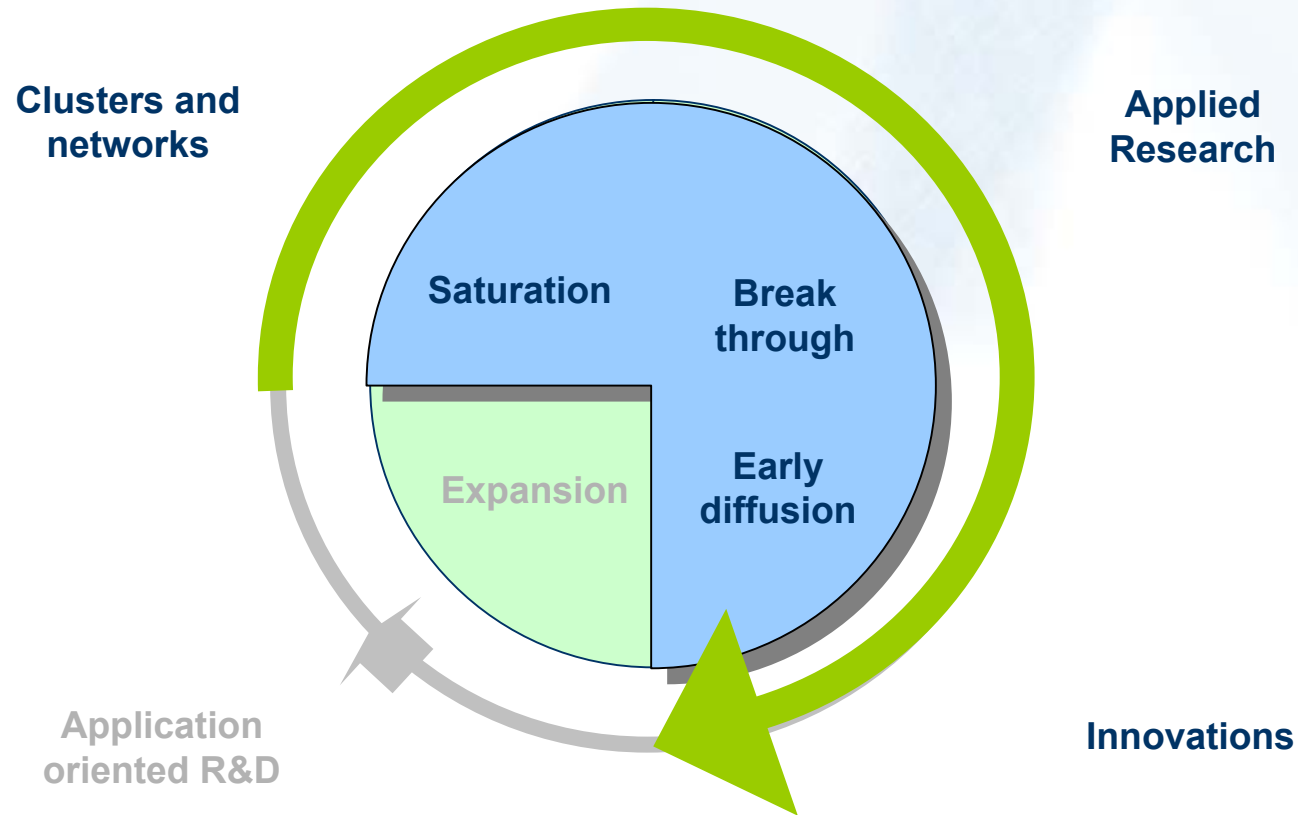 Clusters and
networks
Applied
Research
Saturation
Break
through
Expansion
Early
diffusion
Application
oriented R&D
Innovations